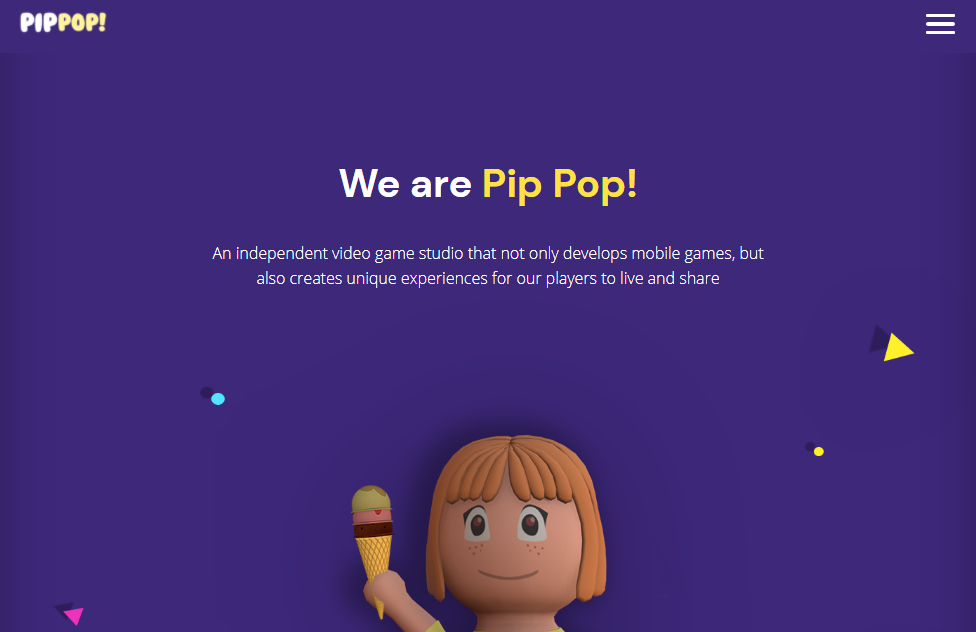 PIPPOP!
We are Pip Pop!
An independent video game studio that not only develops mobile games, but
also creates unique experiences for our players to live and share